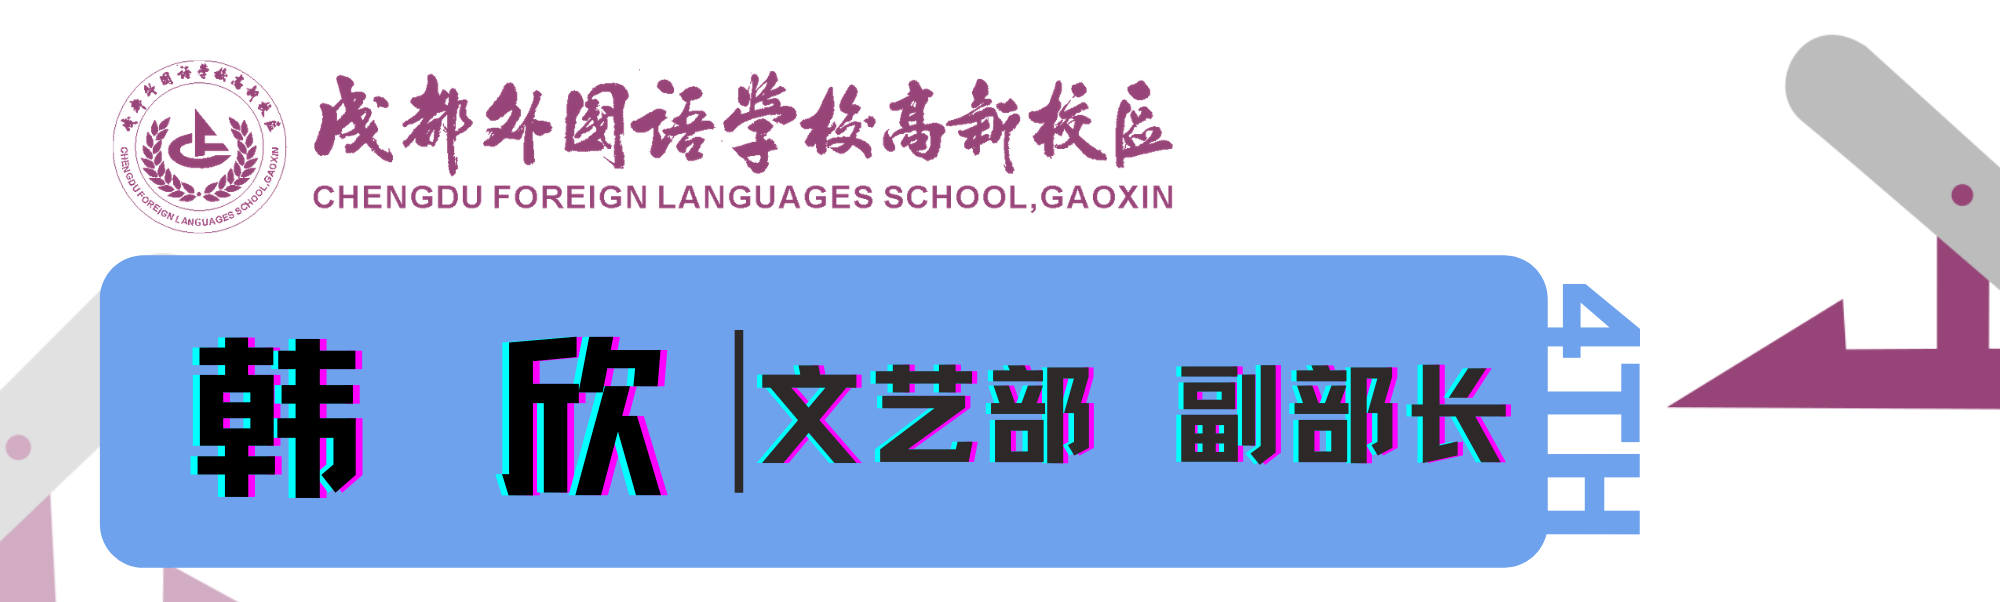 成都外国语学校高新校区
CHENGDU FOREIGN LANGUAGES SCHOOL,GAOXIN
成都外国语学校高新校区
CHENGDU FOREIGN LANGUAGES SCHOOL,GAOXIN
韩 欣|文艺部 副部长
4TH